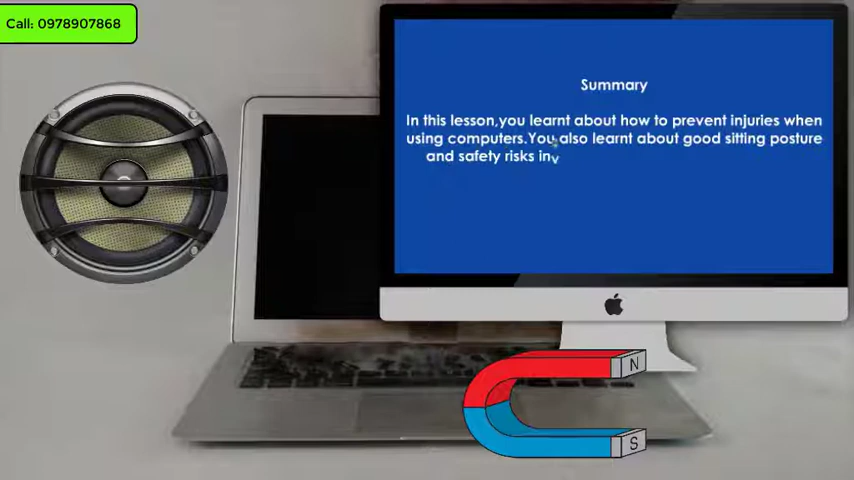 Call: 0978907868
Summary
In this lesson,you learnt about how to prevent injuries when
using computers.You also learnt about good sitting posture
and safety risks inv
N
S